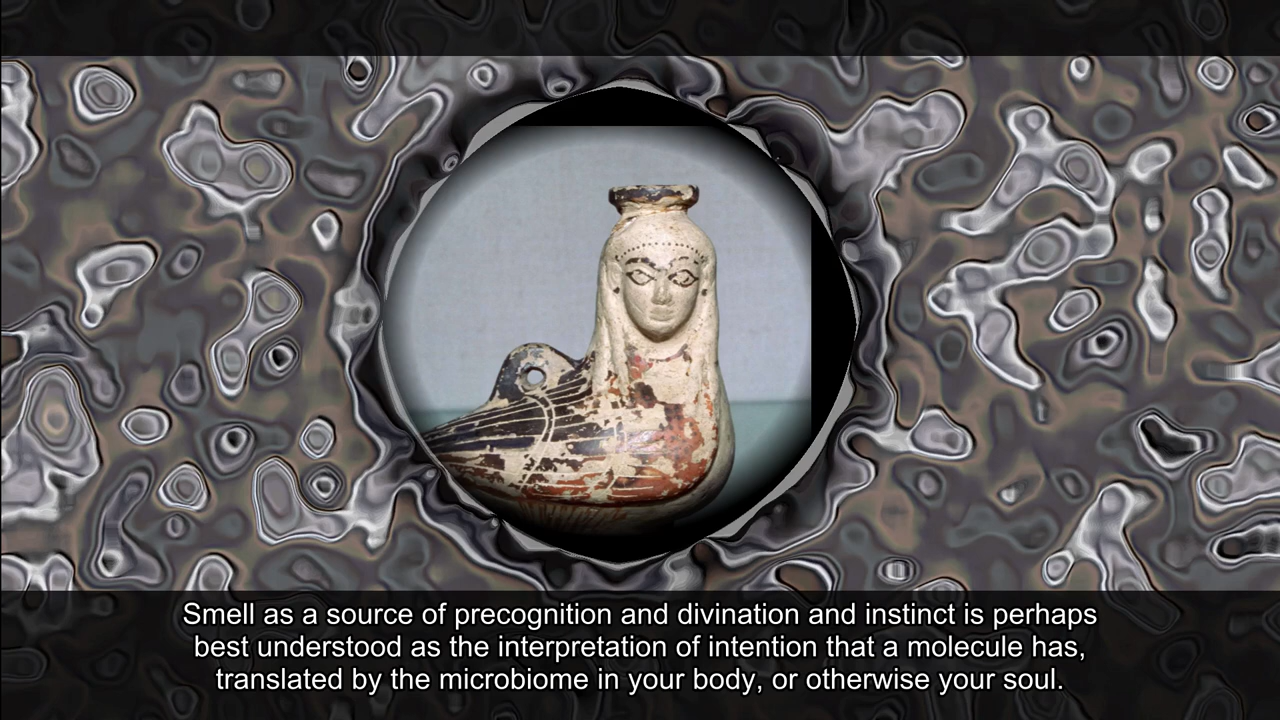 Smell as a source of precognition and divination and instinct is perhaps
best understood as the interpretation of intention that a molecule has,
translated by the microbiome in your body, or otherwise your soul.